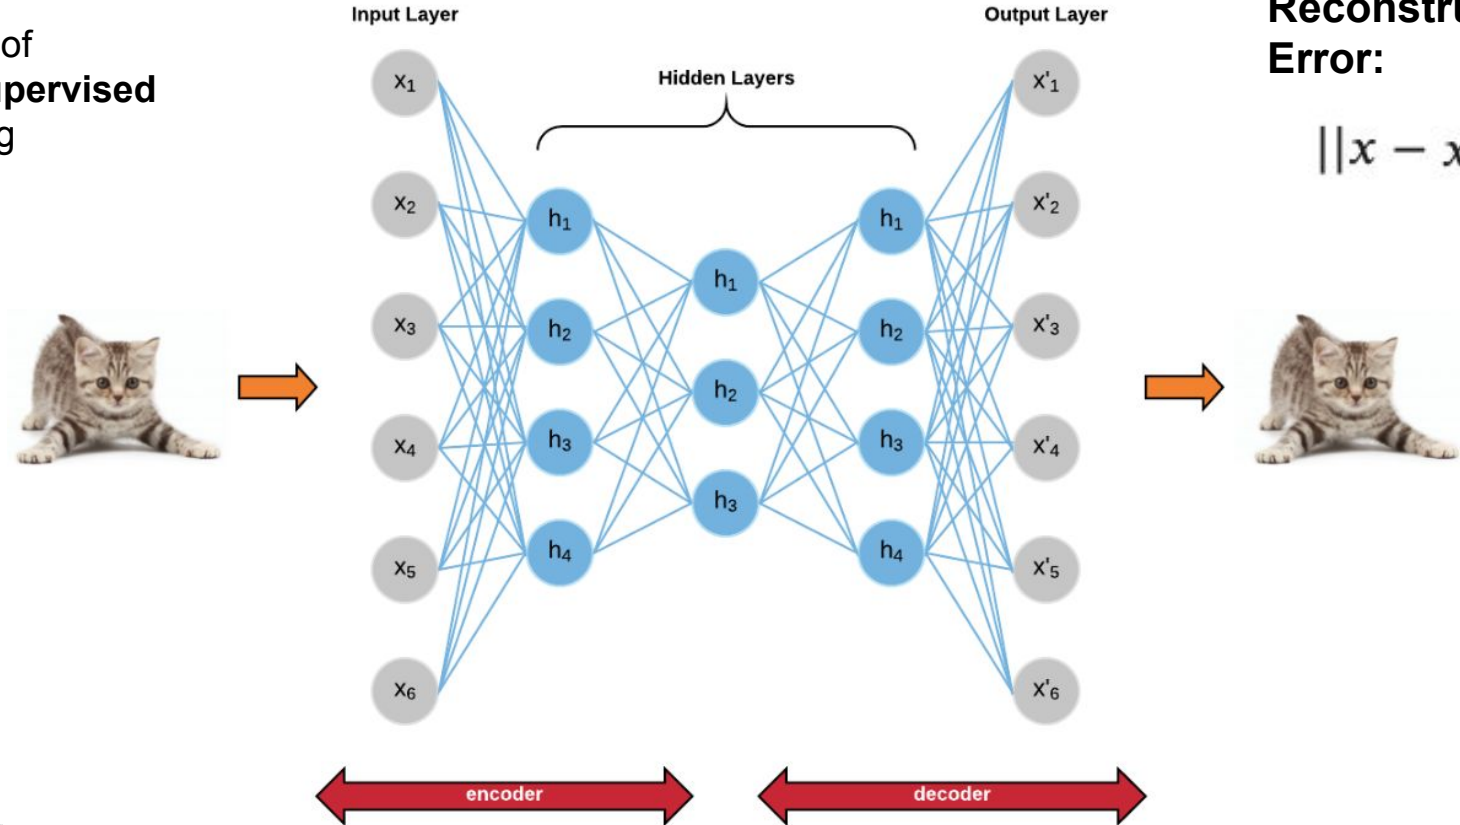 of
pervised
g
Input Layer
Hidden Layers
Output Layer
Reconstru
Error:
||x − x
x₁
x₂
x₃
x₄
x₅
x₆
h₁
h₂
h₃
h₄
h₁
h₂
h₃
h₁
h₂
h₃
h₄
x'₁
x'₂
x'₃
x'₄
x'₅
x'₆
encoder
decoder